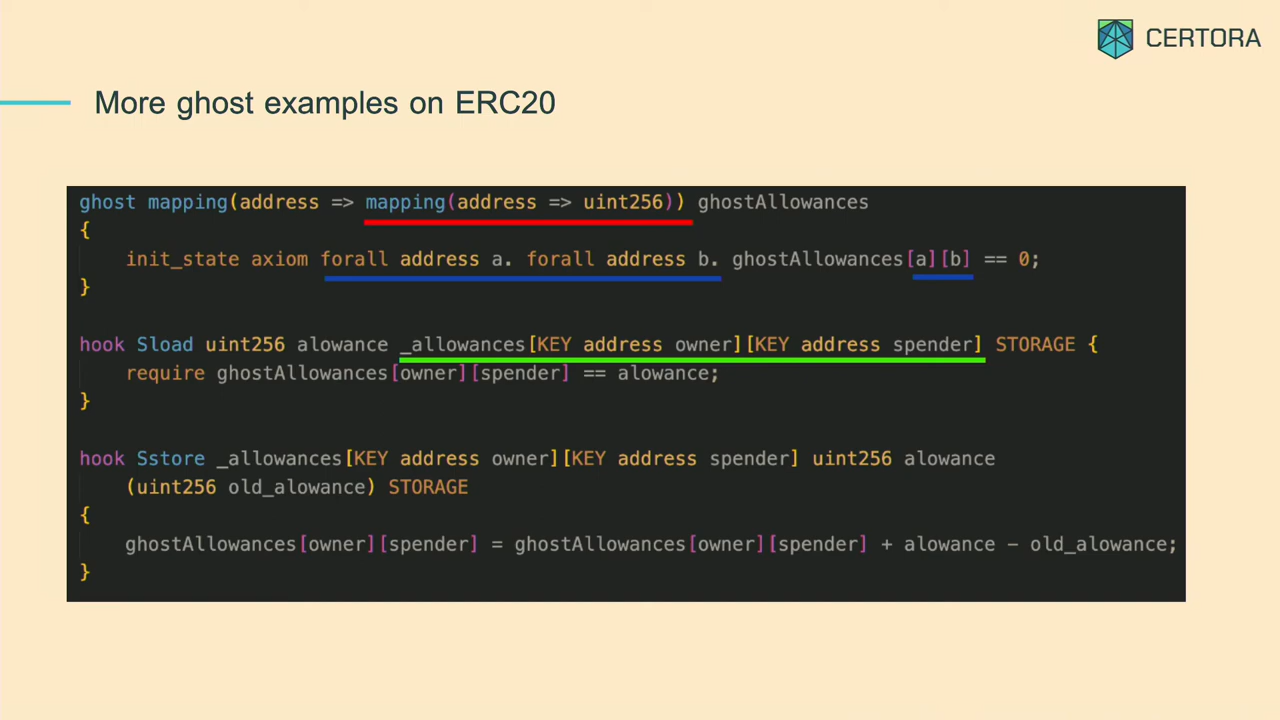 CERTORA
More ghost examples on ERC20
ghost mapping(address => mapping(address => uint256)) ghostAllowances
{
    init_state axiom forall address a. forall address b. ghostAllowances[a][b] == 0;
}
hook Sload uint256 alowance _allowances[KEY address owner][KEY address spender] STORAGE {
    require ghostAllowances[owner][spender] == alowance;
}
hook Sstore _allowances[KEY address owner][KEY address spender] uint256 alowance
    (uint256 old_alowance) STORAGE
{
    ghostAllowances[owner][spender] = ghostAllowances[owner][spender] + alowance − old_alowance;
}